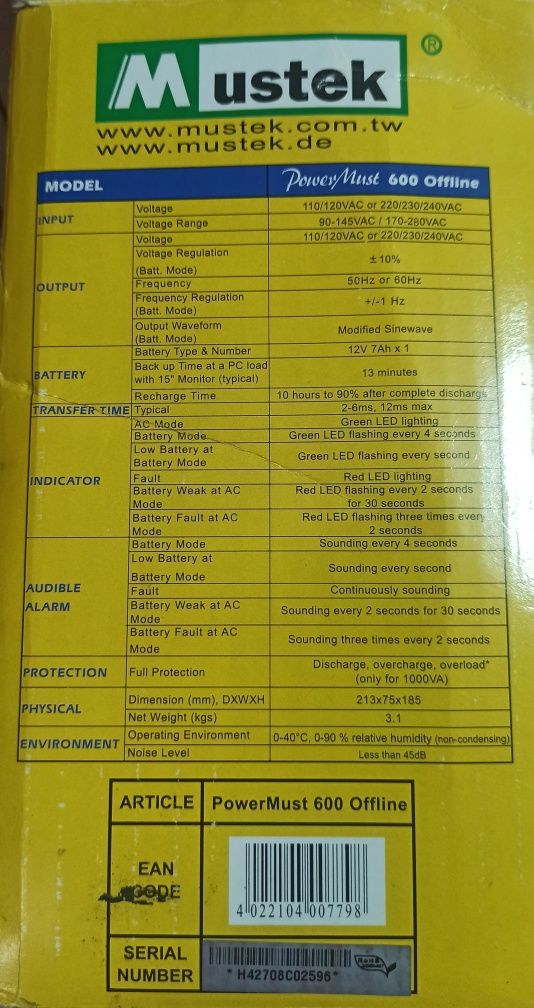 Mustek ®
www.mustek.com.tw
www.mustek.de
MODEL PowerMust 600 Offline
INPUT
Voltage 110/120VAC or 220/230/240VAC
Voltage Range 90-145VAC / 170-280VAC
OUTPUT
Voltage 110/120VAC or 220/230/240VAC
Voltage Regulation
(Batt. Mode)
±10%
Frequency 50Hz or 60Hz
Frequency Regulation
(Batt. Mode)
+/-1 Hz
Output Waveform
(Batt. Mode)
Modified Sinewave
BATTERY
Battery Type & Number 12V 7Ah x 1
Back up Time at a PC load
with 15" Monitor (typical)
13 minutes
Recharge Time 10 hours to 90% after complete discharge
TRANSFER TIME Typical 2-6ms, 12ms max
INDICATOR
AC Mode Green LED lighting
Battery Mode Green LED flashing every 4 seconds
Low Battery at
Battery Mode
Green LED flashing every second
Fault Red LED lighting
Battery Weak at AC
Mode
Red LED flashing every 2 seconds
for 30 seconds
Battery Fault at AC
Mode
Red LED flashing three times every
2 seconds
AUDIBLE
ALARM
Battery Mode Sounding every 4 seconds
Low Battery at
Battery Mode
Sounding every second
Fault Continuously sounding
Battery Weak at AC
Mode
Sounding every 2 seconds for 30 seconds
Battery Fault at AC
Mode
Sounding three times every 2 seconds
PROTECTION Full Protection
Discharge, overcharge, overload*
(only for 1000VA)
PHYSICAL
Dimension (mm), DXWXH 213x75x185
Net Weight (kgs) 3.1
ENVIRONMENT
Operating Environment 0-40°C, 0-90 % relative humidity (non-condensing)
Noise Level Less than 45dB
ARTICLE PowerMust 600 Offline
EAN
CODE
4 022104 007798
SERIAL
NUMBER
*H42708C02596*
RoHS